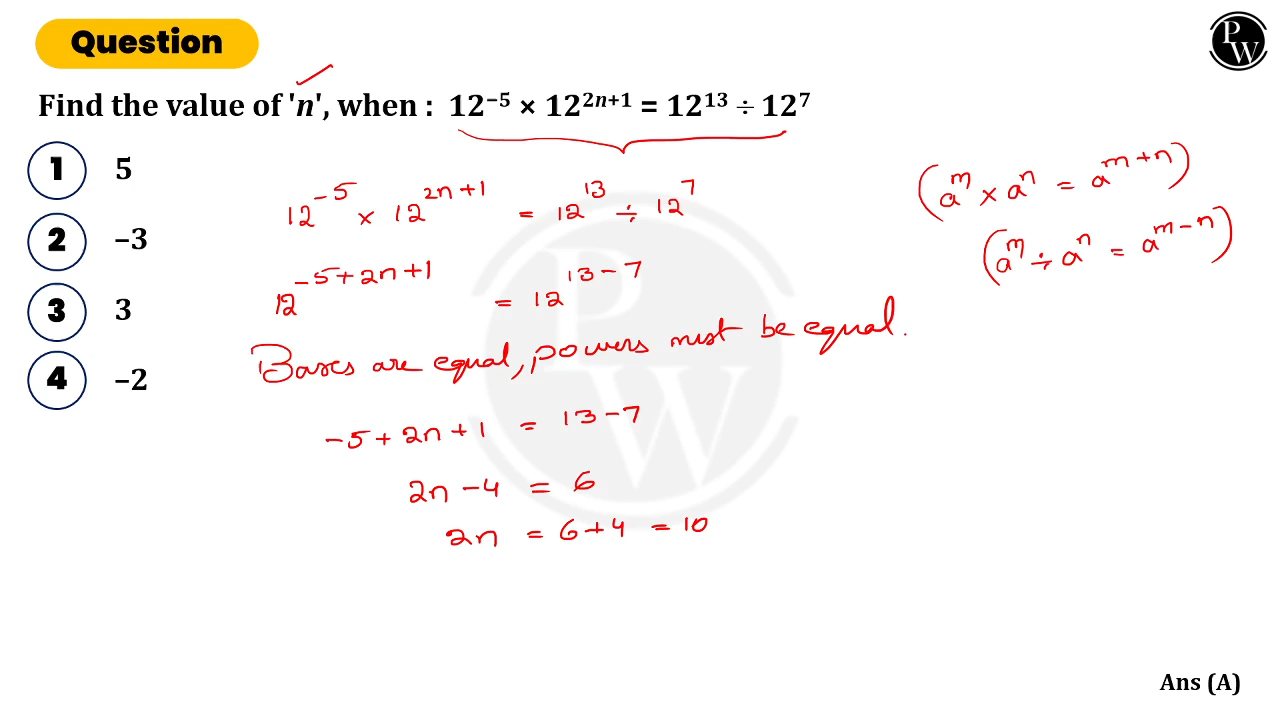 Question
PW
Find the value of 'n', when : 12⁻⁵ × 12²ⁿ⁺¹ = 12¹³ ÷ 12⁷
1 5
2 –3
3 3
4 –2
12⁻⁵ × 12²ⁿ⁺¹ = 12¹³ ÷ 12⁷
12⁻⁵⁺²ⁿ⁺¹ = 12¹³⁻⁷
Bases are equal, powers must be equal.
-5 + 2n + 1 = 13 - 7
2n - 4 = 6
2n = 6 + 4 = 10
(aᵐ × aⁿ = aᵐ⁺ⁿ)
(aᵐ ÷ aⁿ = aᵐ⁻ⁿ)
PW
Ans (A)